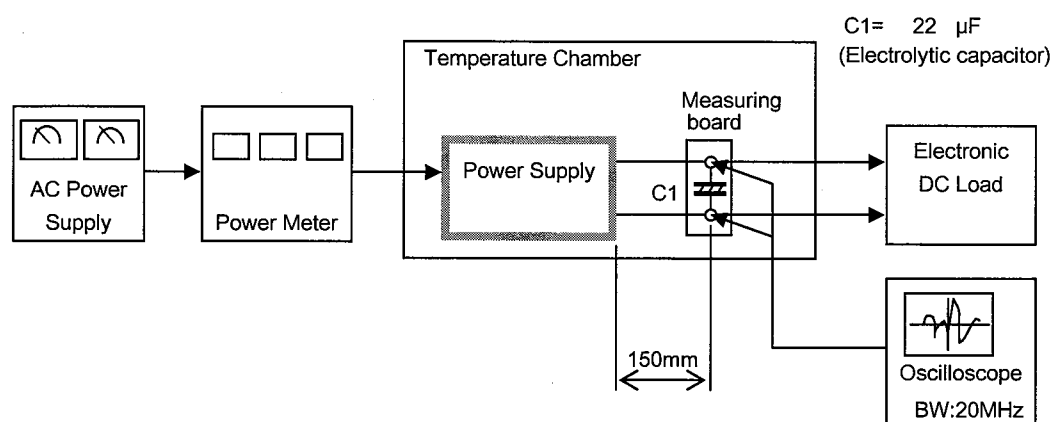 C1= 22 µF
(Electrolytic capacitor)
Temperature Chamber
Measuring
board
AC Power
Supply
Power Meter
Power Supply
C1
Electronic
DC Load
150mm
Oscilloscope
BW:20MHz